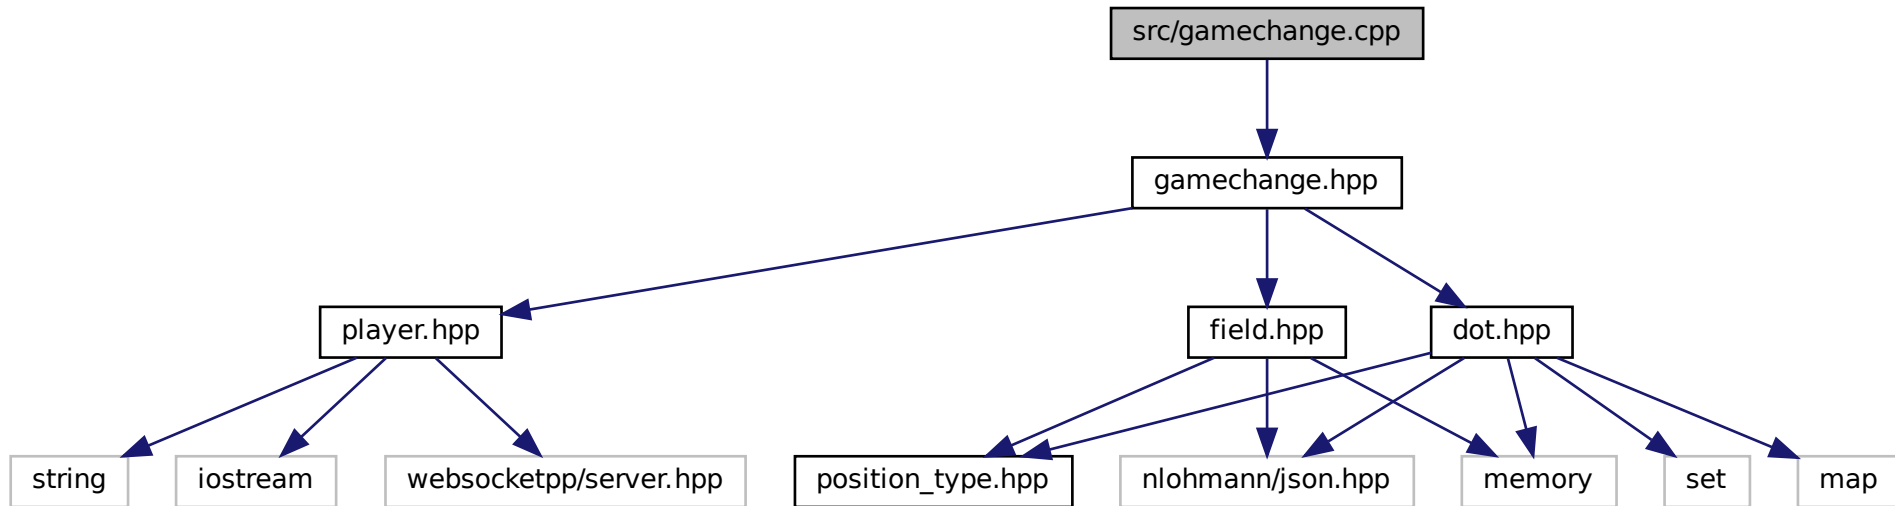 src/gamechange.cpp
gamechange.hpp
player.hpp
field.hpp
dot.hpp
string
iostream
websocketpp/server.hpp
position_type.hpp
nlohmann/json.hpp
memory
set
map